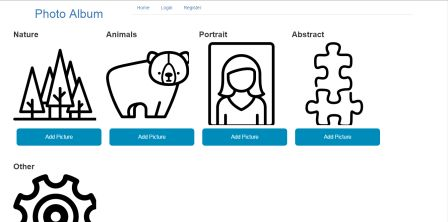 Photo Album
Home Login Register
Nature Animals Portrait Abstract
Add Picture Add Picture Add Picture Add Picture
Other